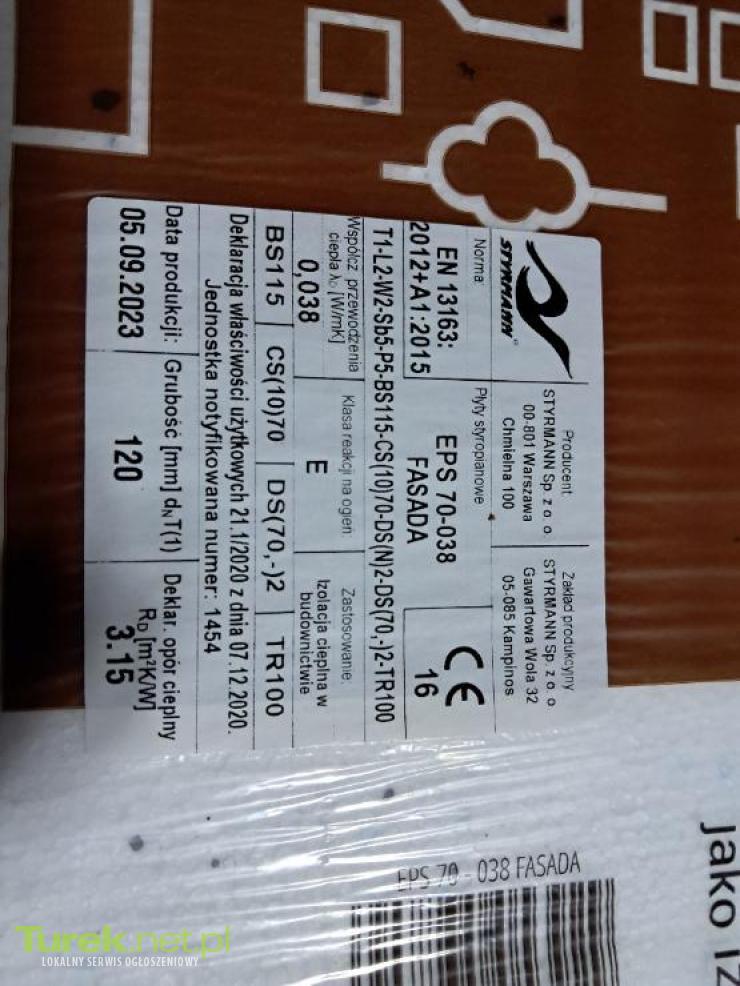 STYRMANN®
Producent:
STYRMANN Sp. z o. o
00-801 Warszawa
Chmielna 100
Zakład produkcyjny
STYRMANN Sp. z o. o
Gawartowa Wola 32
05-085 Kampinos
Norma:
EN 13163:
2012+A1:2015
Płyty styropianowe
EPS 70-038
FASADA
CE
16
T1-L2-W2-Sb5-P5-BS115-CS(10)70-DS(N)2-DS(70,-)2-TR100
Współcz. przewodzenia
ciepła λD [W/mK]
0,038
Klasa reakcji na ogień:
E
Zastosowanie:
Izolacja cieplna w
budownictwie
BS115
CS(10)70
DS(70,-)2
TR100
Deklaracja właściwości użytkowych 21.1/2020 z dnia 07.12.2020.
Jednostka notyfikowana numer: 1454
Data produkcji:
05.09.2023
Grubość [mm] dNT(1)
120
Deklar. opór cieplny
RD [m²K/W]
3.15
EPS 70 - 038 FASADA
jako iz
Turek.net.pl
LOKALNY SERWIS OGŁOSZENIOWY